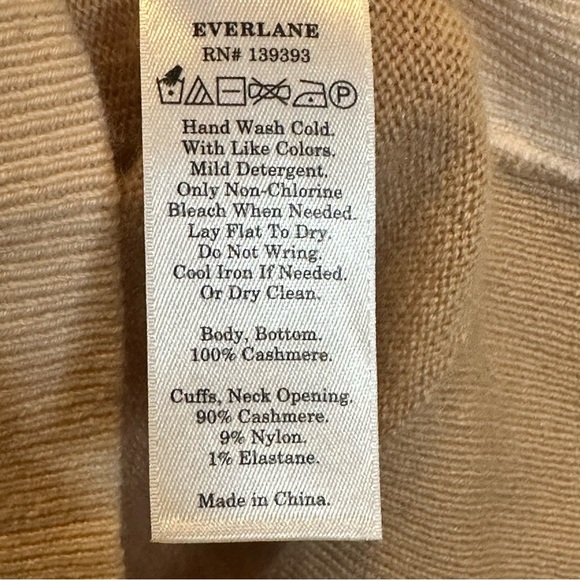 EVERLANE
RN# 139393
P
Hand Wash Cold.
With Like Colors.
Mild Detergent.
Only Non-Chlorine
Bleach When Needed.
Lay Flat To Dry.
Do Not Wring.
Cool Iron If Needed.
Or Dry Clean.
Body, Bottom.
100% Cashmere.
Cuffs, Neck Opening.
90% Cashmere.
9% Nylon.
1% Elastane.
Made in China.